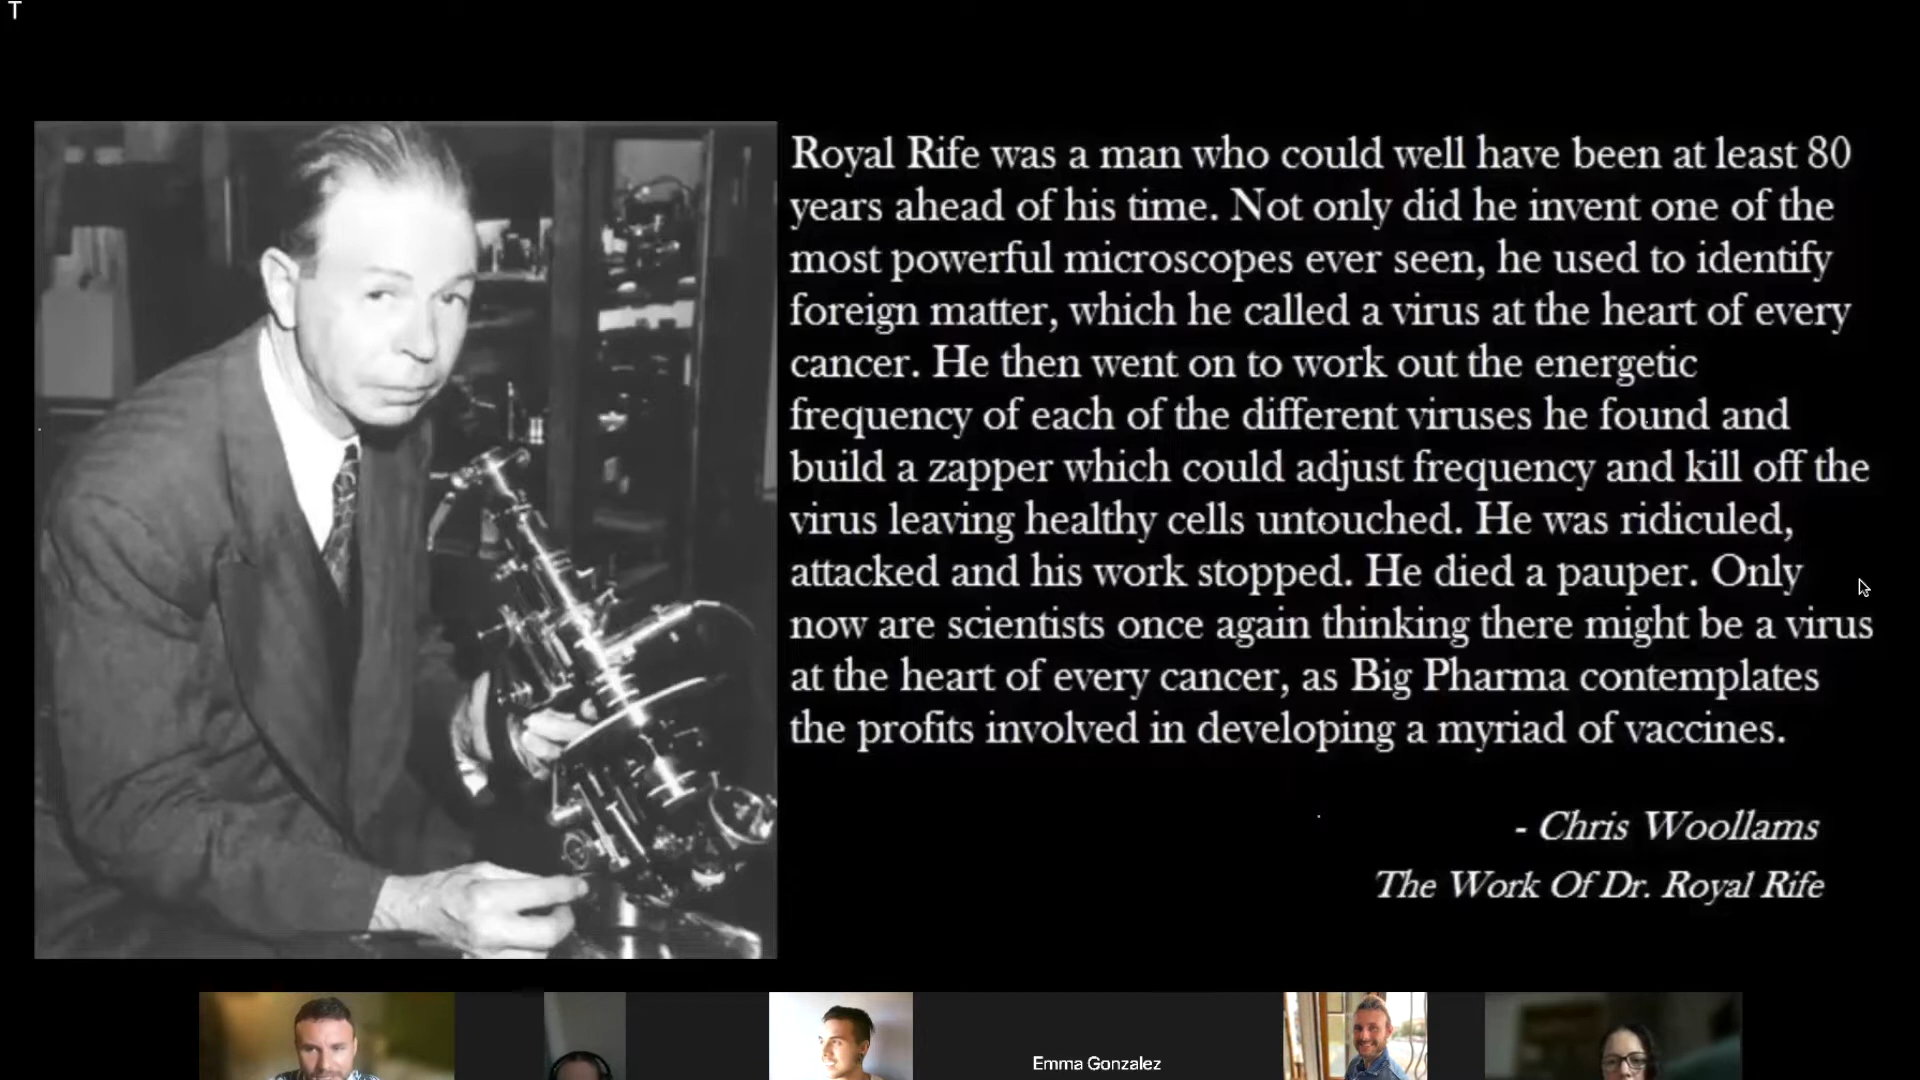 T
Royal Rife was a man who could well have been at least 80
years ahead of his time. Not only did he invent one of the
most powerful microscopes ever seen, he used to identify
foreign matter, which he called a virus at the heart of every
cancer. He then went on to work out the energetic
frequency of each of the different viruses he found and
build a zapper which could adjust frequency and kill off the
virus leaving healthy cells untouched. He was ridiculed,
attacked and his work stopped. He died a pauper. Only
now are scientists once again thinking there might be a virus
at the heart of every cancer, as Big Pharma contemplates
the profits involved in developing a myriad of vaccines.
- Chris Woollams
The Work Of Dr. Royal Rife
Emma Gonzalez